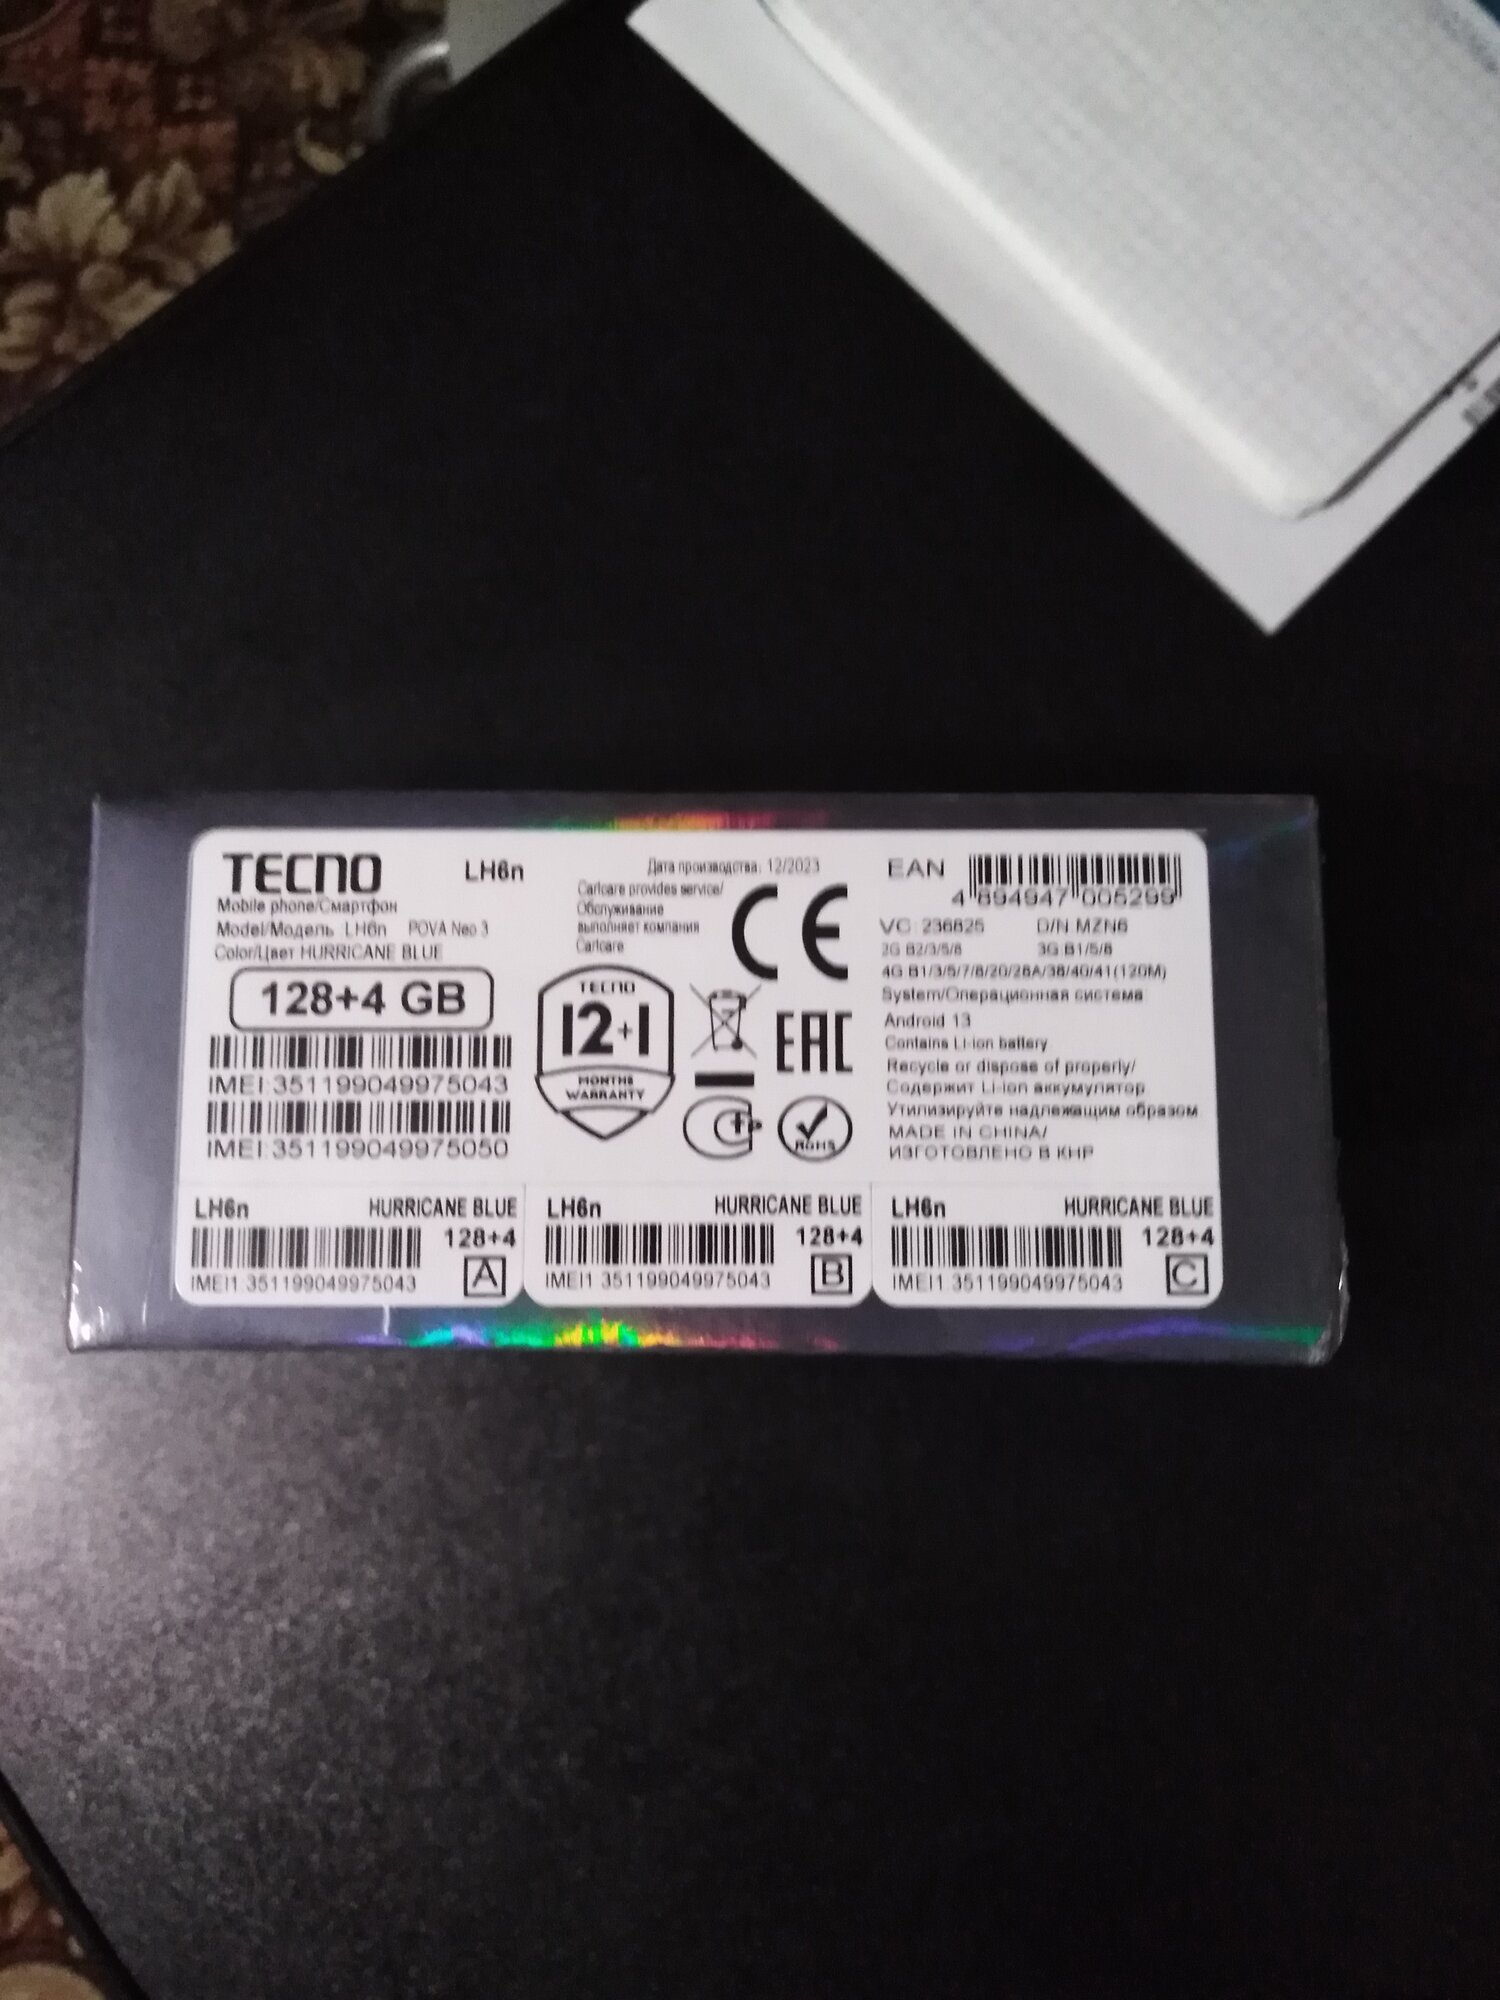 TECNO
LH6n
Mobile phone/Смартфон
Model/Модель LH6n POVA Neo 3
Color/Цвет HURRICANE BLUE
128+4 GB
IMEI:351199049975043
IMEI:351199049975050
Дата производства: 12/2023
Carlcare provides service/
Обслуживание
выполняет компания
Carlcare
CE
TECNO
12+1
MONTHS
WARRANTY
EAC
RoHS
EAN
4 894947 005299
VC: 236825 D/N MZN6
2G B2/3/5/8 3G B1/5/8
4G B1/3/5/7/8/20/28A/38/40/41(120M)
System/Операционная система
Android 13
Contains Li-ion battery
Recycle or dispose of properly/
Содержит Li-ion аккумулятор
Утилизируйте надлежащим образом
MADE IN CHINA/
ИЗГОТОВЛЕНО В КНР
LH6n HURRICANE BLUE
128+4
IMEI1 351199049975043
A
LH6n HURRICANE BLUE
128+4
IMEI1 351199049975043
B
LH6n HURRICANE BLUE
128+4
IMEI1 351199049975043
C